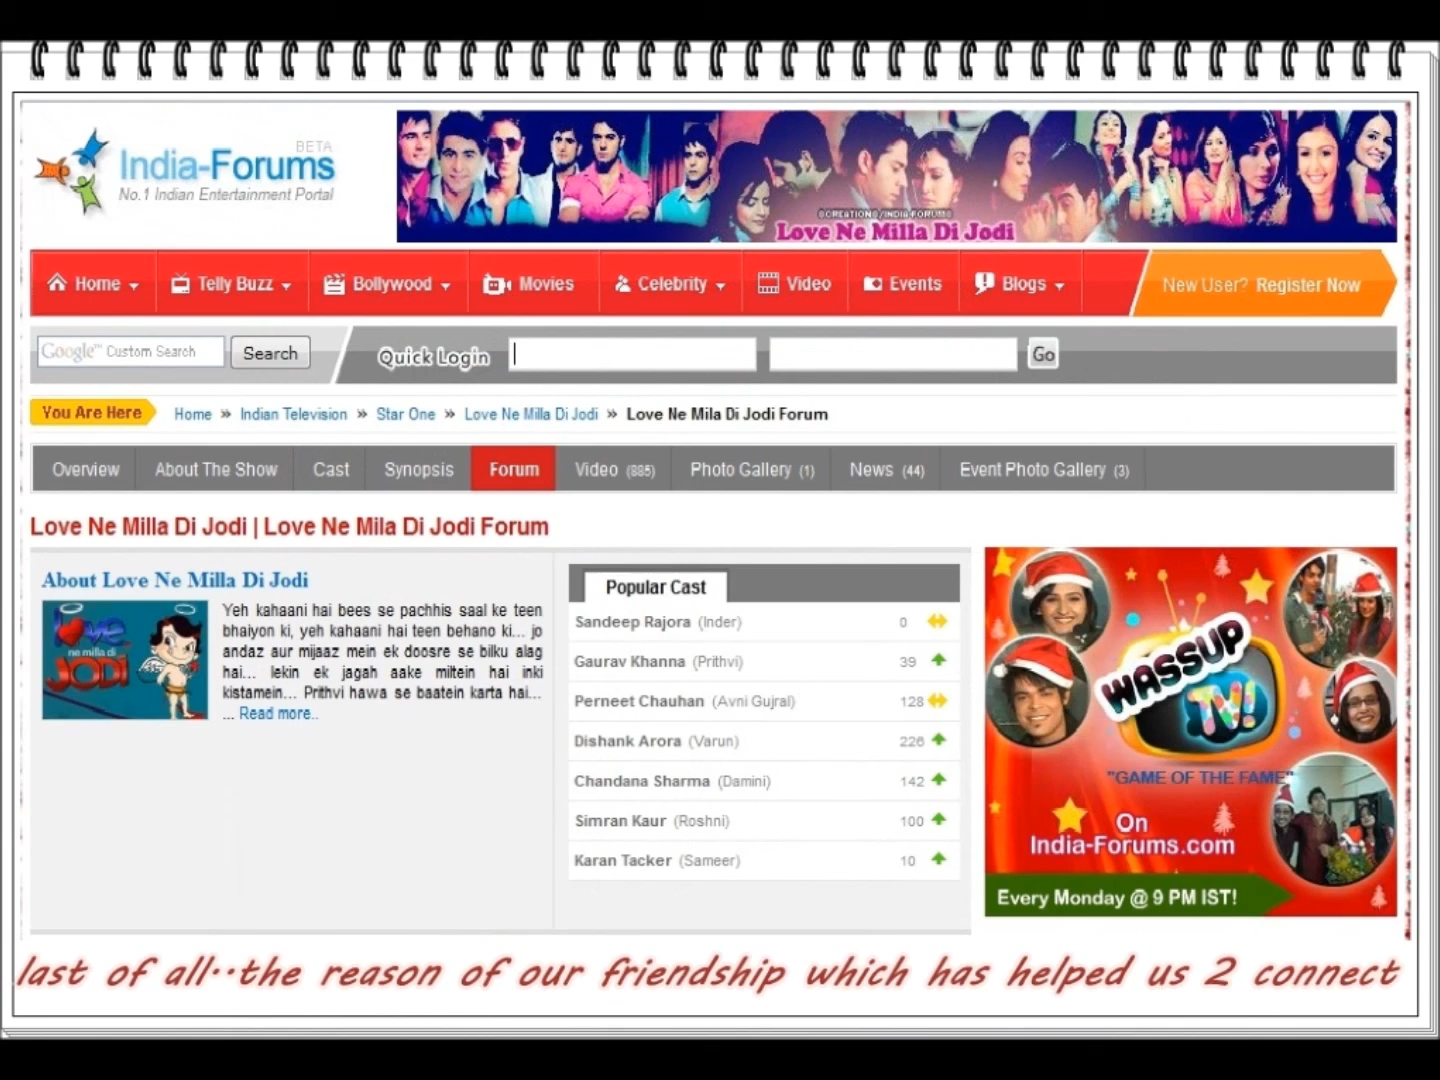 BETA
India-Forums
No.1 Indian Entertainment Portal
©CREATIONS/INDIA-FORUMS
Love Ne Milla Di Jodi
Home Telly Buzz Bollywood Movies Celebrity Video Events Blogs New User? Register Now
Google™ Custom Search Search Quick Login Go
You Are Here Home » Indian Television » Star One » Love Ne Milla Di Jodi » Love Ne Mila Di Jodi Forum
Overview About The Show Cast Synopsis Forum Video (885) Photo Gallery (1) News (44) Event Photo Gallery (3)
Love Ne Milla Di Jodi | Love Ne Mila Di Jodi Forum
About Love Ne Milla Di Jodi
love
ne milla di
JODI
Yeh kahaani hai bees se pachhis saal ke teen
bhaiyon ki, yeh kahaani hai teen behano ki... jo
andaz aur mijaaz mein ek doosre se bilku alag
hai... lekin ek jagah aake miltein hai inki
kistamein... Prithvi hawa se baatein karta hai...
... Read more..
Popular Cast
Sandeep Rajora (Inder) 0
Gaurav Khanna (Prithvi) 39
Perneet Chauhan (Avni Gujral) 128
Dishank Arora (Varun) 226
Chandana Sharma (Damini) 142
Simran Kaur (Roshni) 100
Karan Tacker (Sameer) 10
WASSUP
TV!
"GAME OF THE FAME"
On
India-Forums.com
Every Monday @ 9 PM IST!
last of all..the reason of our friendship which has helped us 2 connect